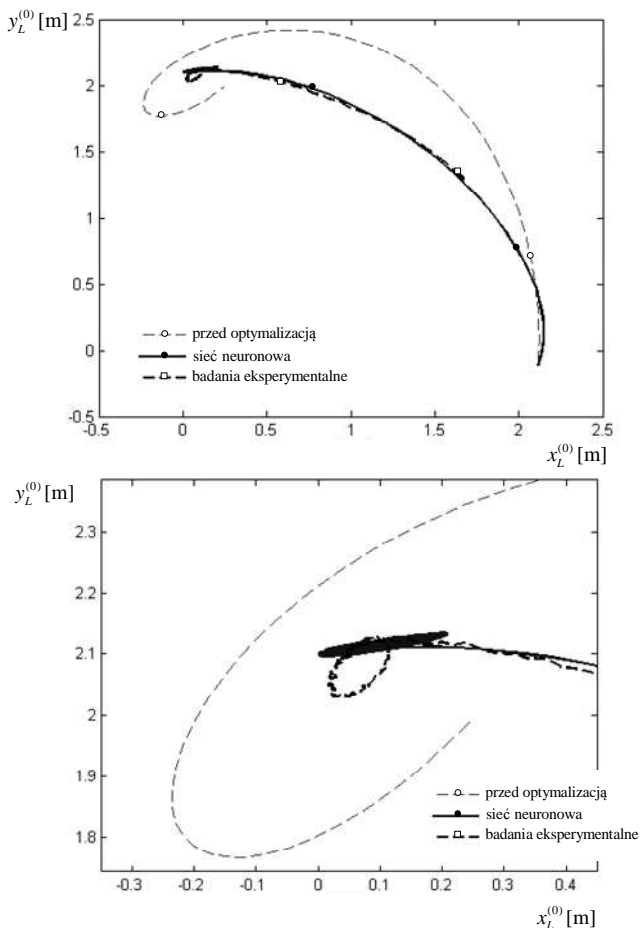 y_L^(0) [m]
2.5
2
1.5
1
0.5
0
-0.5
przed optymalizacją
sieć neuronowa
badania eksperymentalne
-0.5 0 0.5 1 1.5 2 2.5
x_L^(0) [m]
y_L^(0) [m]
2.3
2.2
2.1
2
1.9
1.8
przed optymalizacją
sieć neuronowa
badania eksperymentalne
-0.3 -0.2 -0.1 0 0.1 0.2 0.3 0.4
x_L^(0) [m]